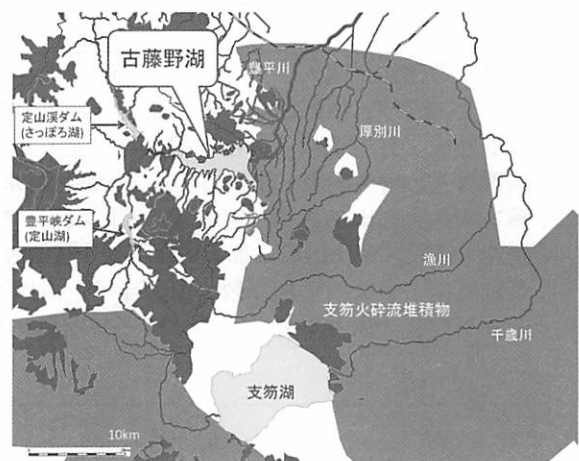 古藤野湖
豊平川
定山渓ダム
(さっぽろ湖)
厚別川
豊平峡ダム
(定山湖)
漁川
支笏火砕流堆積物
千歳川
支笏湖
10km